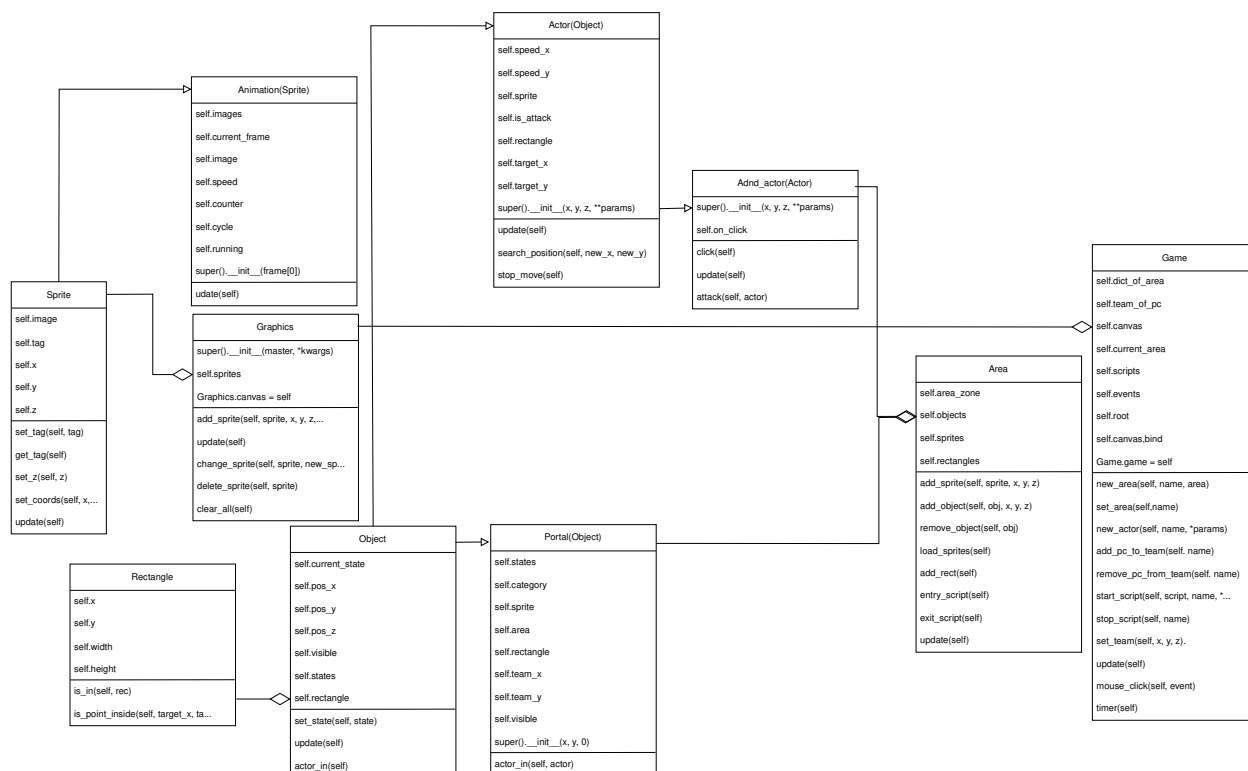 Actor(Object)
self.speed_x
self.speed_y
self.sprite
self.is_attack
self.rectangle
self.target_x
self.target_y
super().__init__(x, y, z, **params)
update(self)
search_position(self, new_x, new_y)
stop_move(self)
Animation(Sprite)
self.images
self.current_frame
self.image
self.speed
self.counter
self.cycle
self.running
super().__init__(frame[0])
udate(self)
Adnd_actor(Actor)
super().__init__(x, y, z, **params)
self.on_click
click(self)
update(self)
attack(self, actor)
Game
self.dict_of_area
self.team_of_pc
self.canvas
self.current_area
self.scripts
self.events
self.root
self.canvas,bind
Game.game = self
new_area(self, name, area)
set_area(self,name)
new_actor(self, name, *params)
add_pc_to_team(self. name)
remove_pc_from_team(self. name)
start_script(self, script, name, *...
stop_script(self, name)
set_team(self, x, y, z).
update(self)
mouse_click(self, event)
timer(self)
Sprite
self.image
self.tag
self.x
self.y
self.z
set_tag(self, tag)
get_tag(self)
set_z(self, z)
set_coords(self, x,...
update(self)
Graphics
super().__init__(master, *kwargs)
self.sprites
Graphics.canvas = self
add_sprite(self, sprite, x, y, z,...
update(self)
change_sprite(self, sprite, new_sp...
delete_sprite(self, sprite)
clear_all(self)
Area
self.area_zone
self.objects
self.sprites
self.rectangles
add_sprite(self, sprite, x, y, z)
add_object(self, obj, x, y, z)
remove_object(self, obj)
load_sprites(self)
add_rect(self)
entry_script(self)
exit_script(self)
update(self)
Object
self.current_state
self.pos_x
self.pos_y
self.pos_z
self.visible
self.states
self.rectangle
set_state(self, state)
update(self)
actor_in(self)
Portal(Object)
self.states
self.category
self.sprite
self.area
self.rectangle
self.team_x
self.team_y
self.visible
super().__init__(x, y, 0)
actor_in(self, actor)
Rectangle
self.x
self.y
self.width
self.height
is_in(self, rec)
is_point_inside(self, target_x, ta...